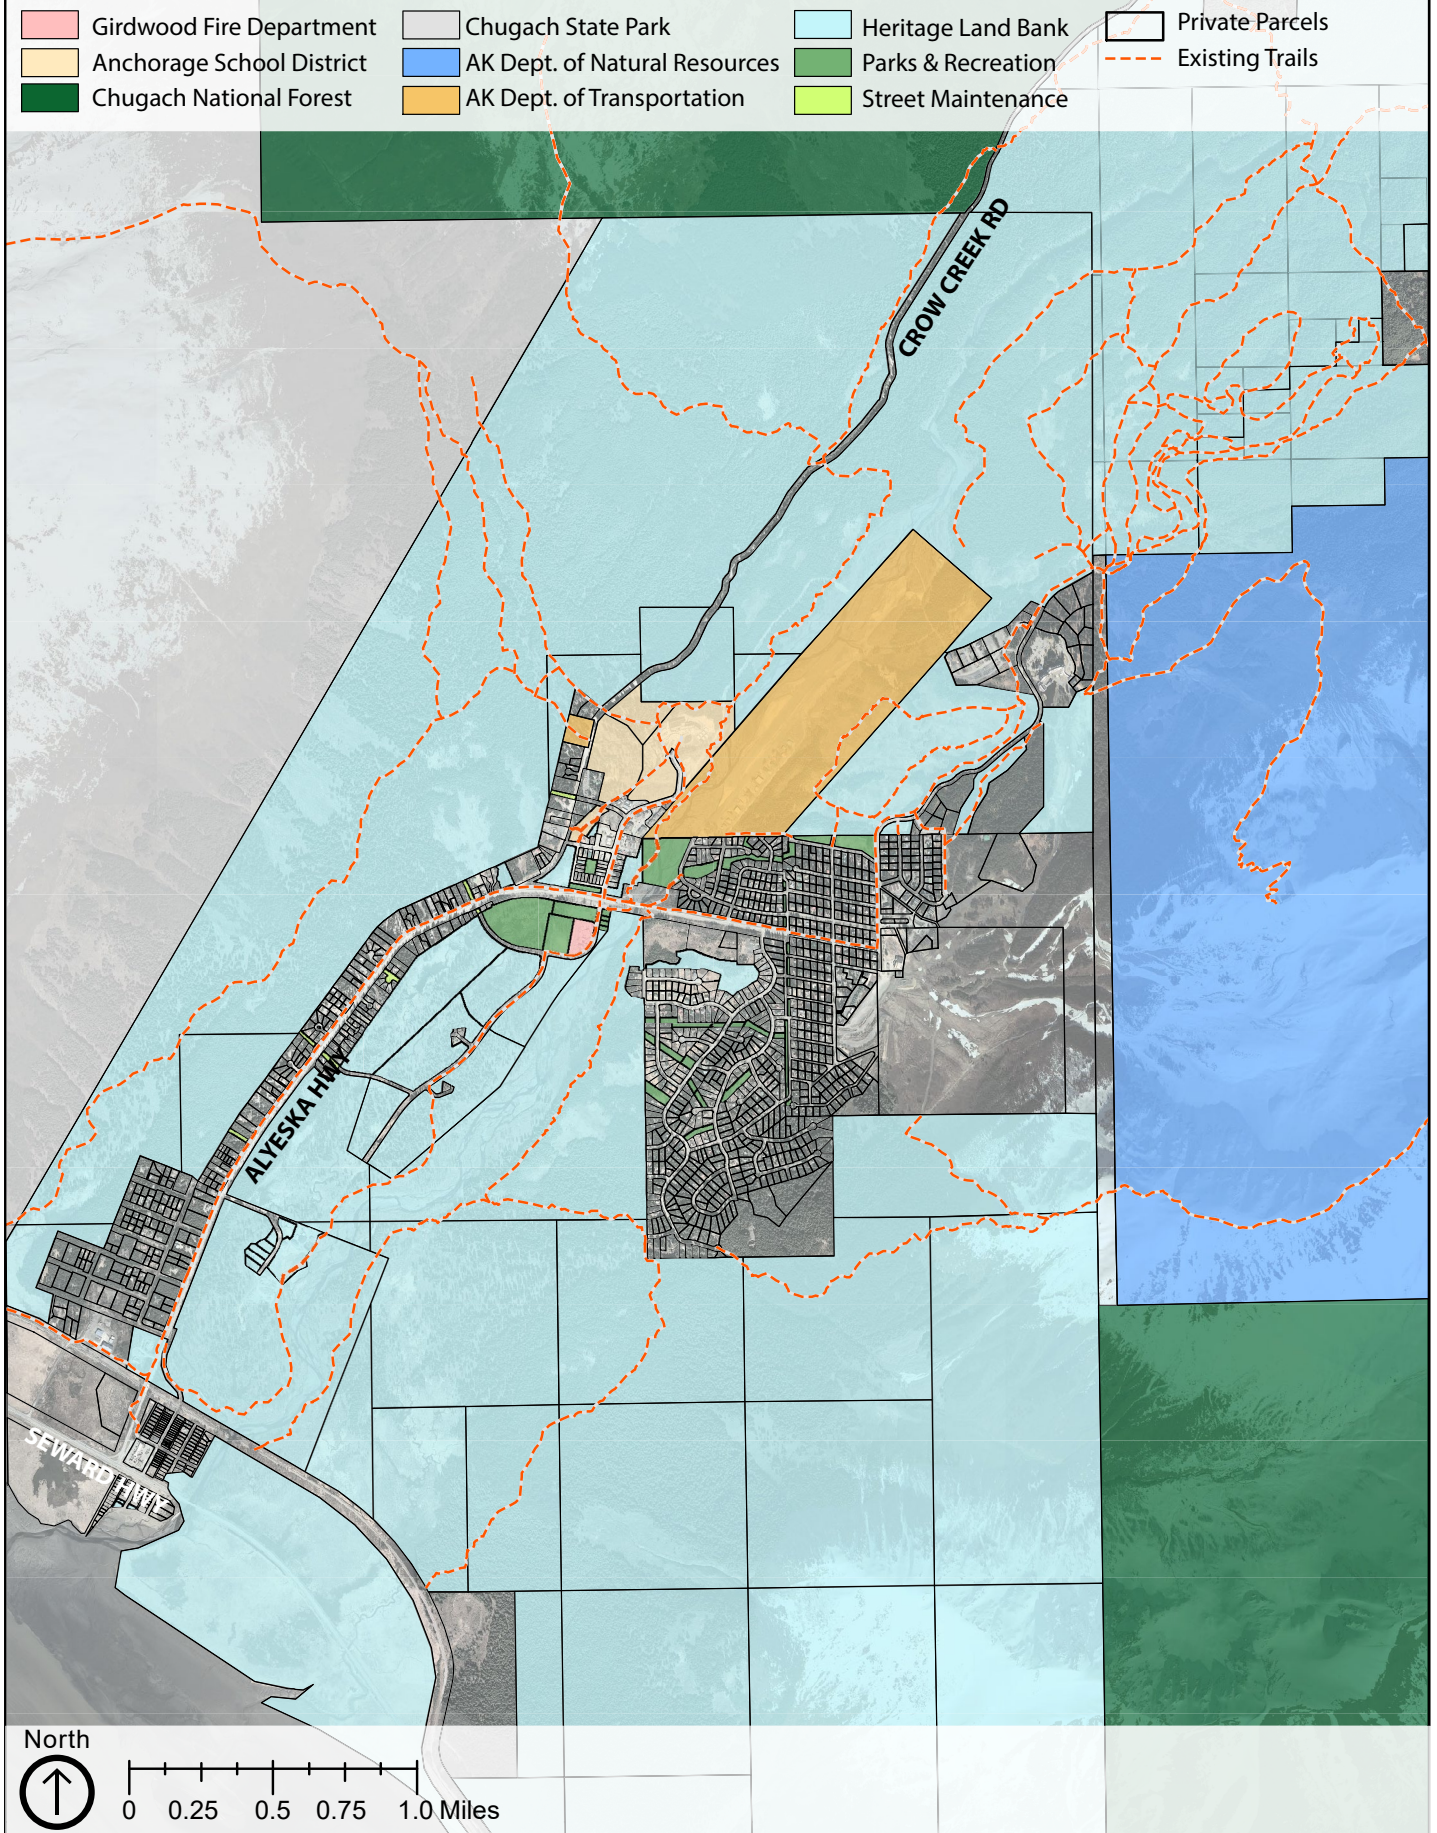 Girdwood Fire Department
Anchorage School District
Chugach National Forest
Chugach State Park
AK Dept. of Natural Resources
AK Dept. of Transportation
Heritage Land Bank
Parks & Recreation
Street Maintenance
Private Parcels
Existing Trails
CROW CREEK RD
ALYESKA HWY
SEWARD HWY
North
0 0.25 0.5 0.75 1.0 Miles